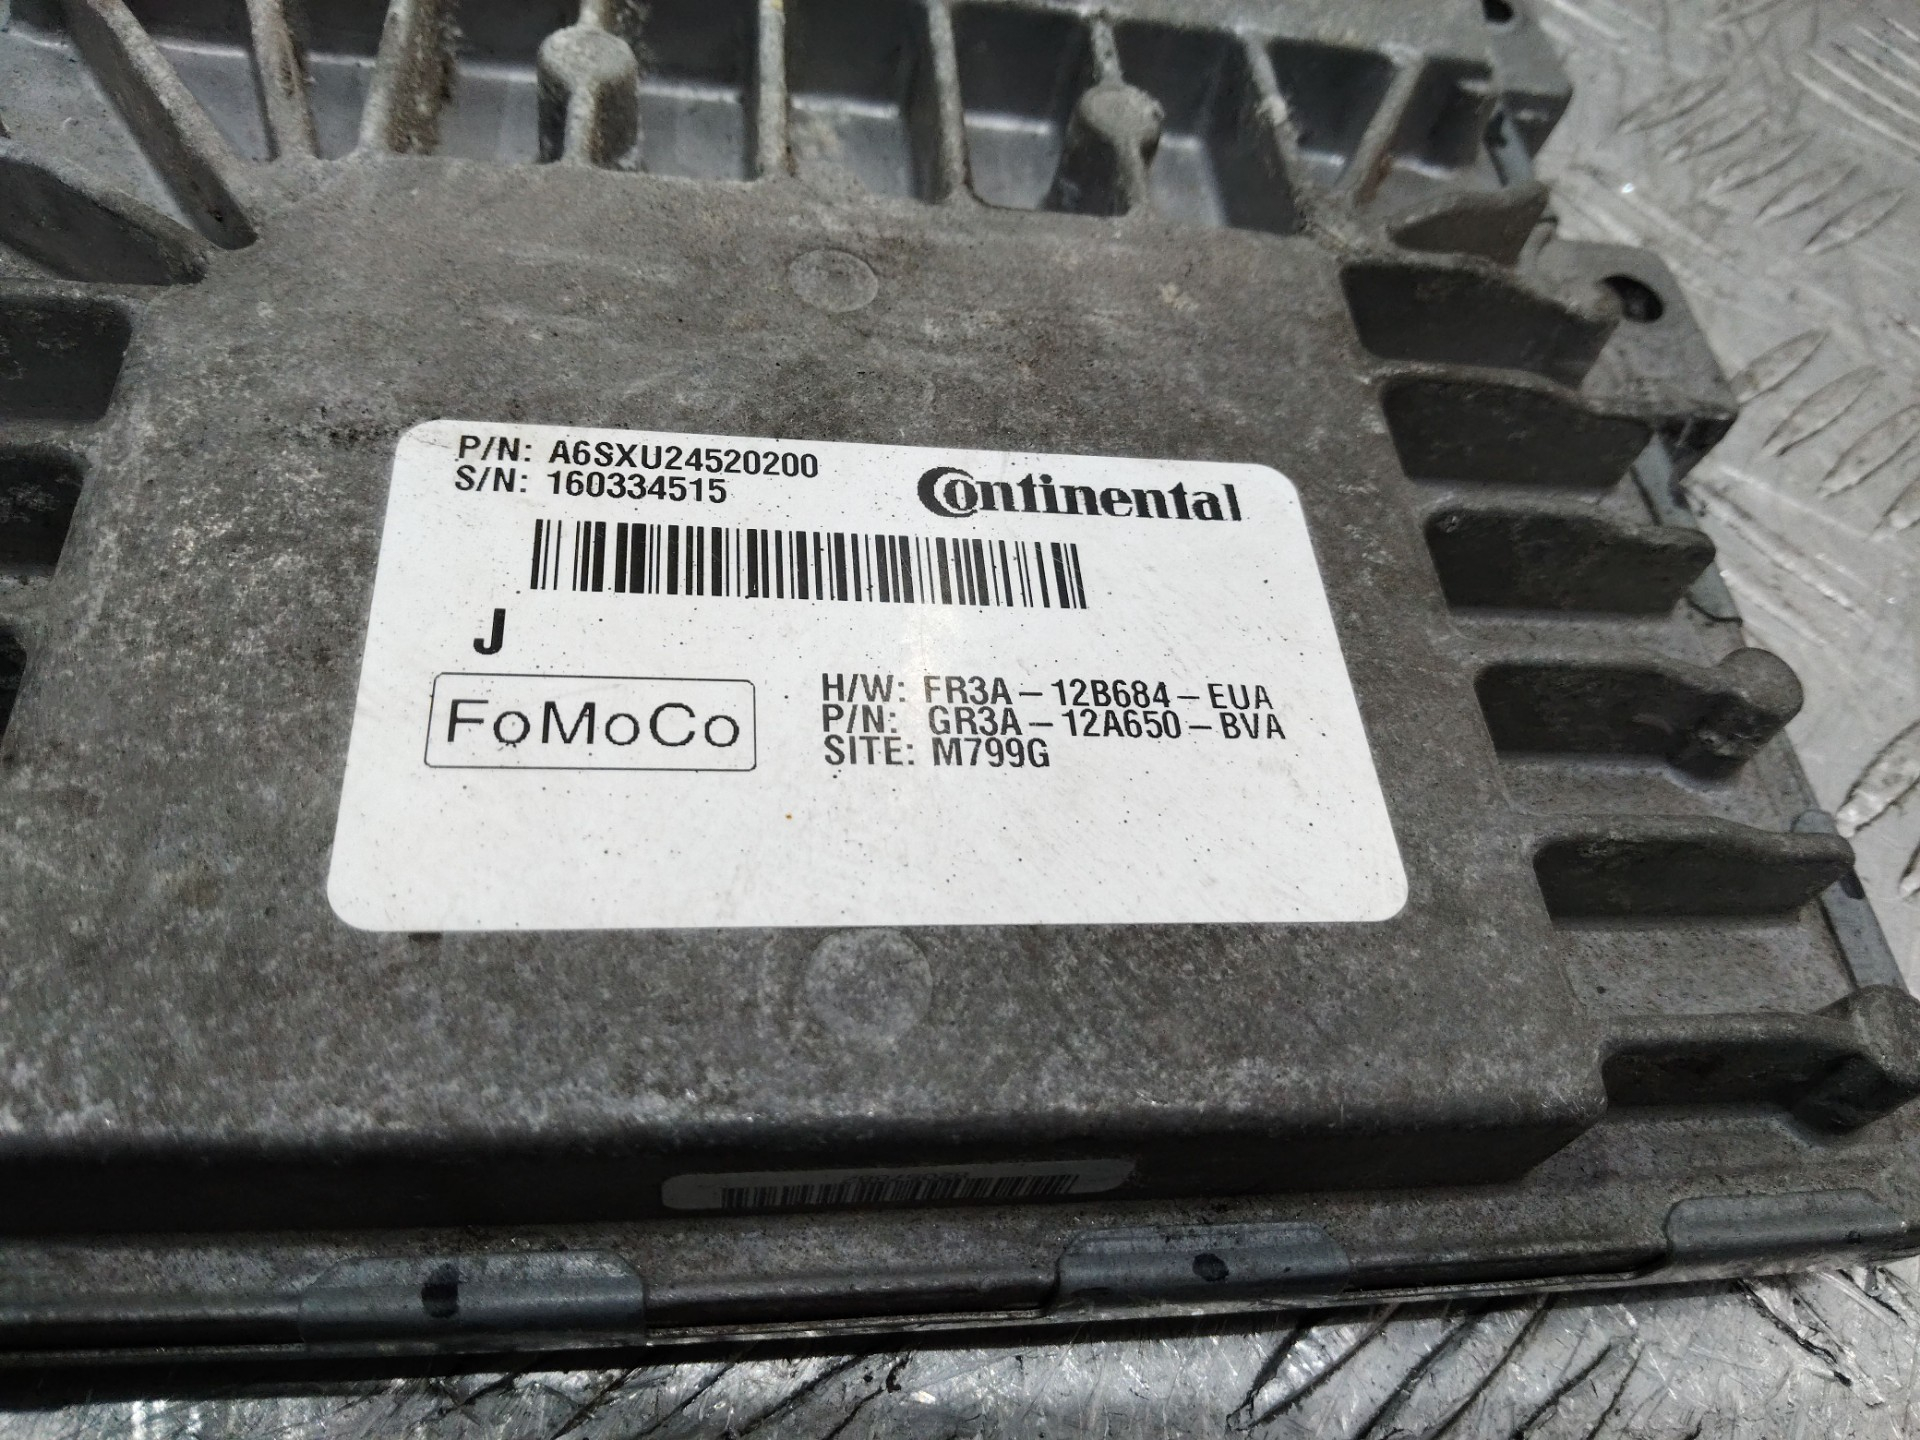 P/N: A6SXU24520200
S/N: 160334515
Continental
J
FoMoCo
H/W: FR3A-12B684-EUA
P/N: GR3A-12A650-BVA
SITE: M799G